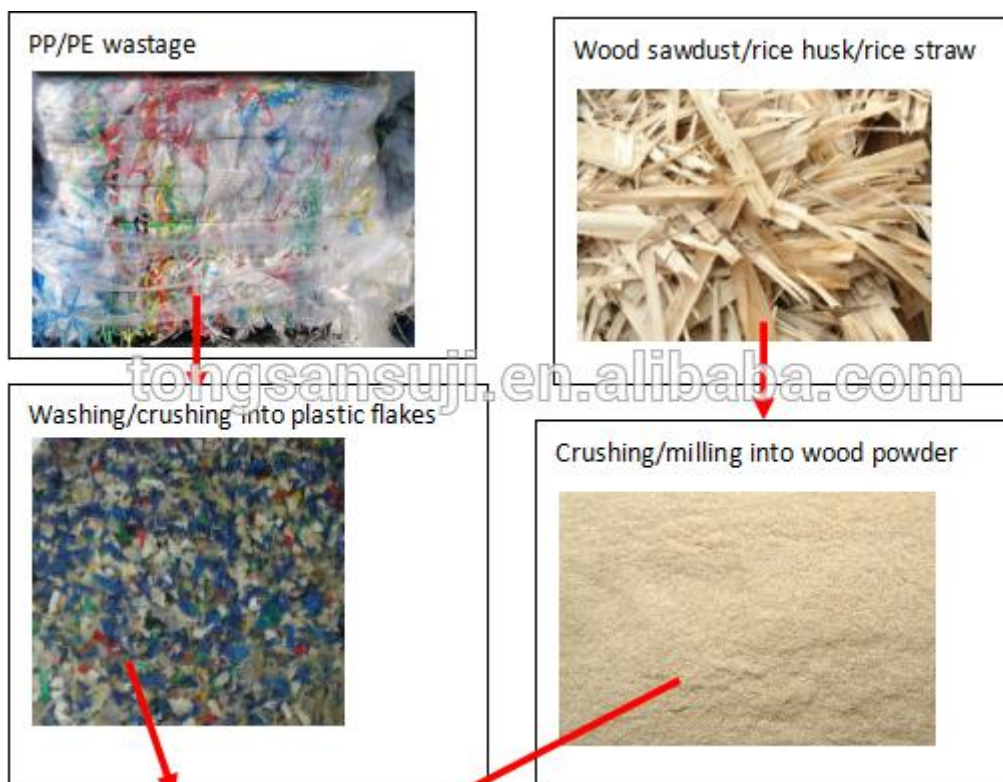 PP/PE wastage
Wood sawdust/rice husk/rice straw
tongsansuji.en.alibaba.com
Washing/crushing into plastic flakes
Crushing/milling into wood powder